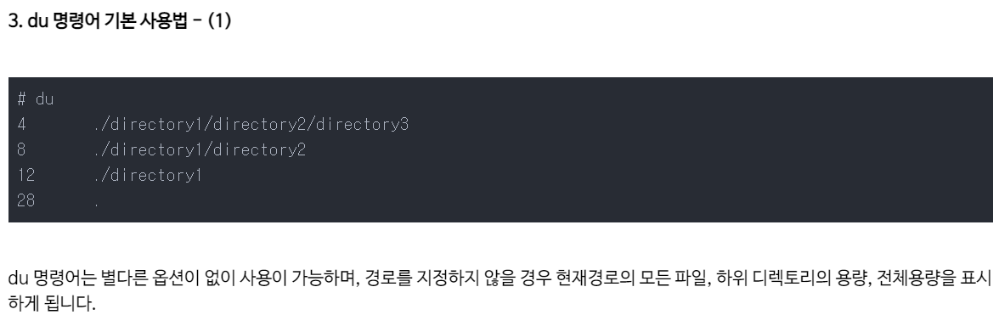 3. du 명령어 기본 사용법 - (1)
# du
4 ./directory1/directory2/directory3
8 ./directory1/directory2
12 ./directory1
28 .
du 명령어는 별다른 옵션이 없이 사용이 가능하며, 경로를 지정하지 않을 경우 현재경로의 모든 파일, 하위 디렉토리의 용량, 전체용량을 표시
하게 됩니다.